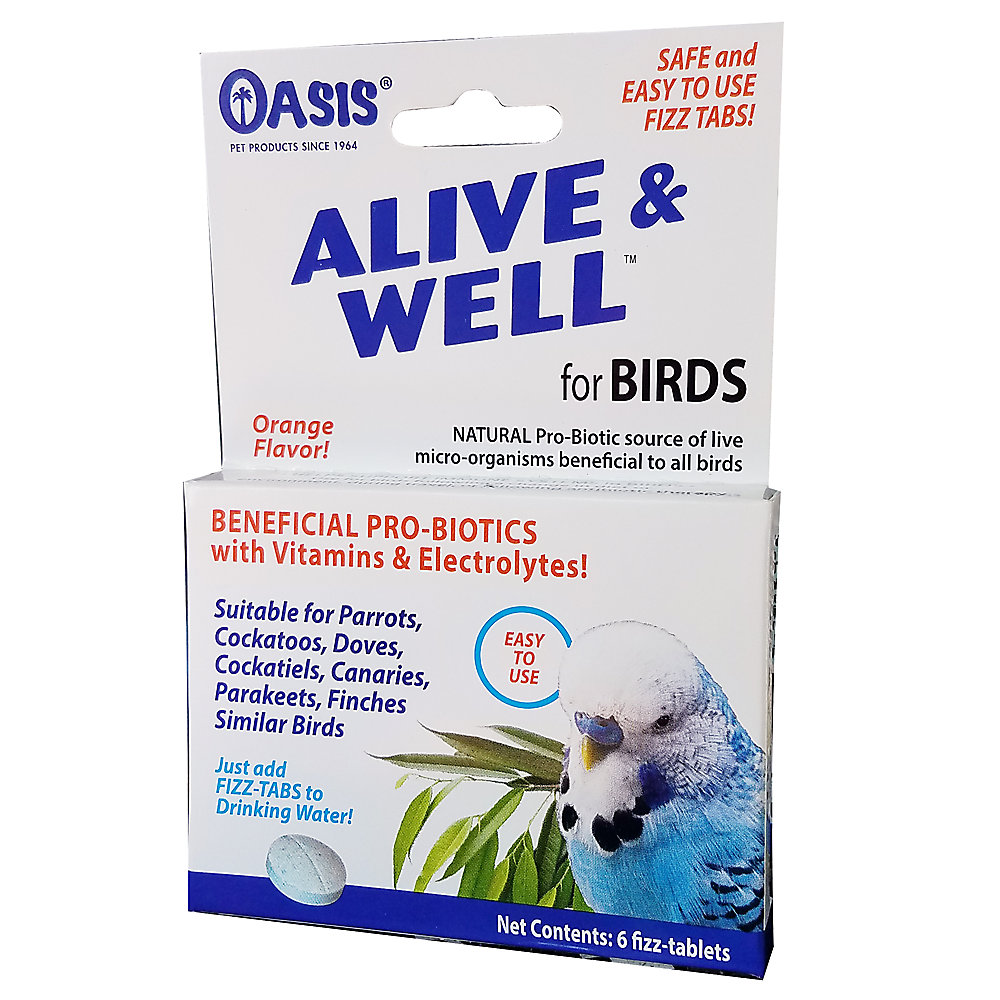 OASIS®
PET PRODUCTS SINCE 1964
SAFE and
EASY TO USE
FIZZ TABS!
ALIVE &
WELL™
for BIRDS
Orange
Flavor!
NATURAL Pro-Biotic source of live
micro-organisms beneficial to all birds
BENEFICIAL PRO-BIOTICS
with Vitamins & Electrolytes!
Suitable for Parrots,
Cockatoos, Doves,
Cockatiels, Canaries,
Parakeets, Finches
Similar Birds
EASY
TO
USE
Just add
FIZZ-TABS to
Drinking Water!
Net Contents: 6 fizz-tablets